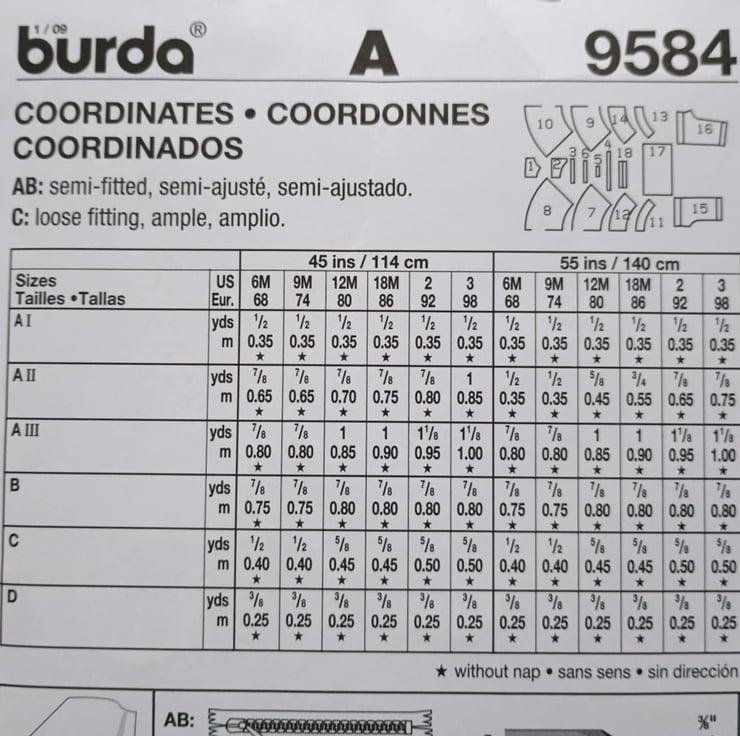 1/09
burda® A 9584
COORDINATES • COORDONNES
COORDINADOS
AB: semi-fitted, semi-ajusté, semi-ajustado.
C: loose fitting, ample, amplio.
10 9 14 13 16
1 27 3 6 5 4 18 17
8 7 12 11 15
45 ins / 114 cm 55 ins / 140 cm
Sizes US 6M 9M 12M 18M 2 3 6M 9M 12M 18M 2 3
Tailles •Tallas Eur. 68 74 80 86 92 98 68 74 80 86 92 98
A I yds 1/2 1/2 1/2 1/2 1/2 1/2 1/2 1/2 1/2 1/2 1/2 1/2
m 0.35 0.35 0.35 0.35 0.35 0.35 0.35 0.35 0.35 0.35 0.35 0.35
★ ★ ★ ★ ★ ★ ★ ★ ★ ★ ★ ★
A II yds 7/8 7/8 7/8 7/8 7/8 1 1/2 1/2 5/8 3/4 7/8 7/8
m 0.65 0.65 0.70 0.75 0.80 0.85 0.35 0.35 0.45 0.55 0.65 0.75
★ ★ ★ ★ ★ ★ ★ ★ ★ ★ ★ ★
A III yds 7/8 7/8 1 1 1 1/8 1 1/8 7/8 7/8 1 1 1 1/8 1 1/8
m 0.80 0.80 0.85 0.90 0.95 1.00 0.80 0.80 0.85 0.90 0.95 1.00
★ ★ ★ ★ ★ ★ ★ ★ ★ ★ ★ ★
B yds 7/8 7/8 7/8 7/8 7/8 7/8 7/8 7/8 7/8 7/8 7/8 7/8
m 0.75 0.75 0.80 0.80 0.80 0.80 0.75 0.75 0.80 0.80 0.80 0.80
★ ★ ★ ★ ★ ★ ★ ★ ★ ★ ★ ★
C yds 1/2 1/2 5/8 5/8 5/8 5/8 1/2 1/2 5/8 5/8 5/8 5/8
m 0.40 0.40 0.45 0.45 0.50 0.50 0.40 0.40 0.45 0.45 0.50 0.50
★ ★ ★ ★ ★ ★ ★ ★ ★ ★ ★ ★
D yds 3/8 3/8 3/8 3/8 3/8 3/8 3/8 3/8 3/8 3/8 3/8 3/8
m 0.25 0.25 0.25 0.25 0.25 0.25 0.25 0.25 0.25 0.25 0.25 0.25
★ ★ ★ ★ ★ ★ ★ ★ ★ ★ ★ ★
★ without nap • sans sens • sin dirección
AB: 3/8"